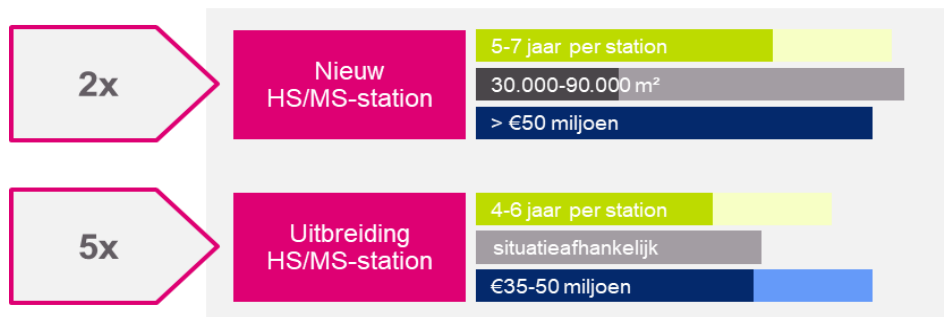 2x
Nieuw
HS/MS-station
5-7 jaar per station
30.000-90.000 m²
> €50 miljoen
5x
Uitbreiding
HS/MS-station
4-6 jaar per station
situatieafhankelijk
€35-50 miljoen